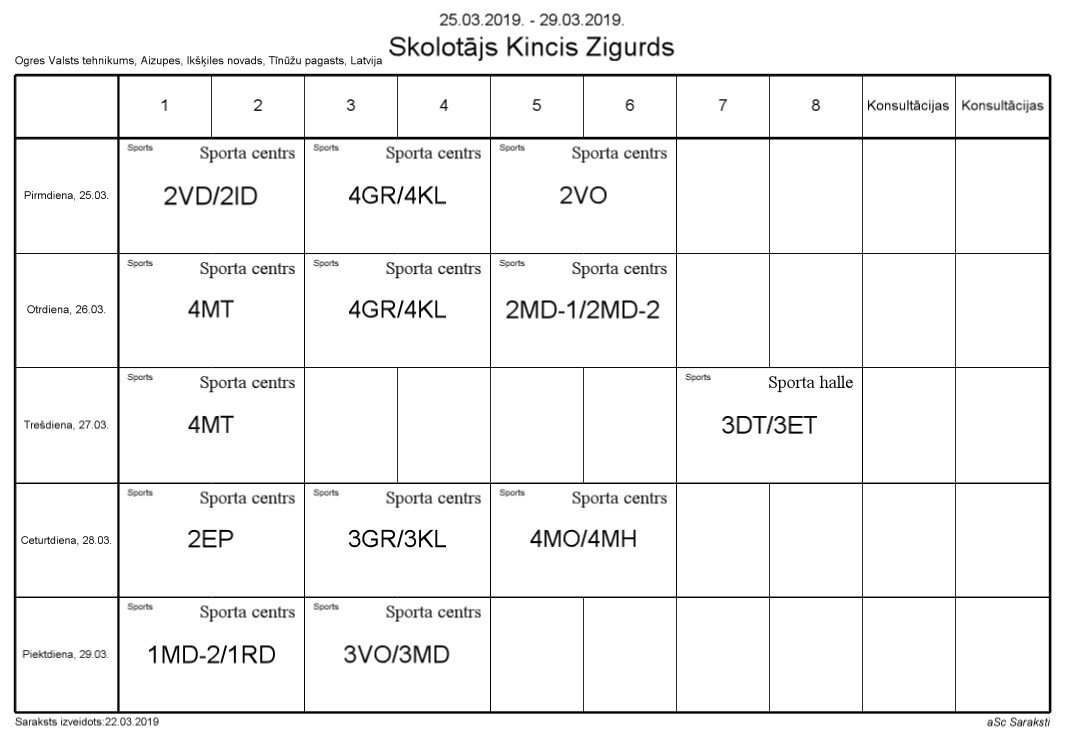 25.03.2019. - 29.03.2019.
Skolotājs Kincis Zigurds
Ogres Valsts tehnikums, Aizupes, Ikšķiles novads, Tīnūžu pagasts, Latvija
1 2 3 4 5 6 7 8 Konsultācijas Konsultācijas
Sports Sporta centrs Sports Sporta centrs Sports Sporta centrs
Pirmdiena, 25.03. 2VD/2ID 4GR/4KL 2VO
Sports Sporta centrs Sports Sporta centrs Sports Sporta centrs
Otrdiena, 26.03. 4MT 4GR/4KL 2MD-1/2MD-2
Sports Sporta centrs Sports Sporta halle
Trešdiena, 27.03. 4MT 3DT/3ET
Sports Sporta centrs Sports Sporta centrs Sports Sporta centrs
Ceturtdiena, 28.03. 2EP 3GR/3KL 4MO/4MH
Sports Sporta centrs Sports Sporta centrs
Piektdiena, 29.03. 1MD-2/1RD 3VO/3MD
Saraksts izveidots:22.03.2019 aSc Saraksti